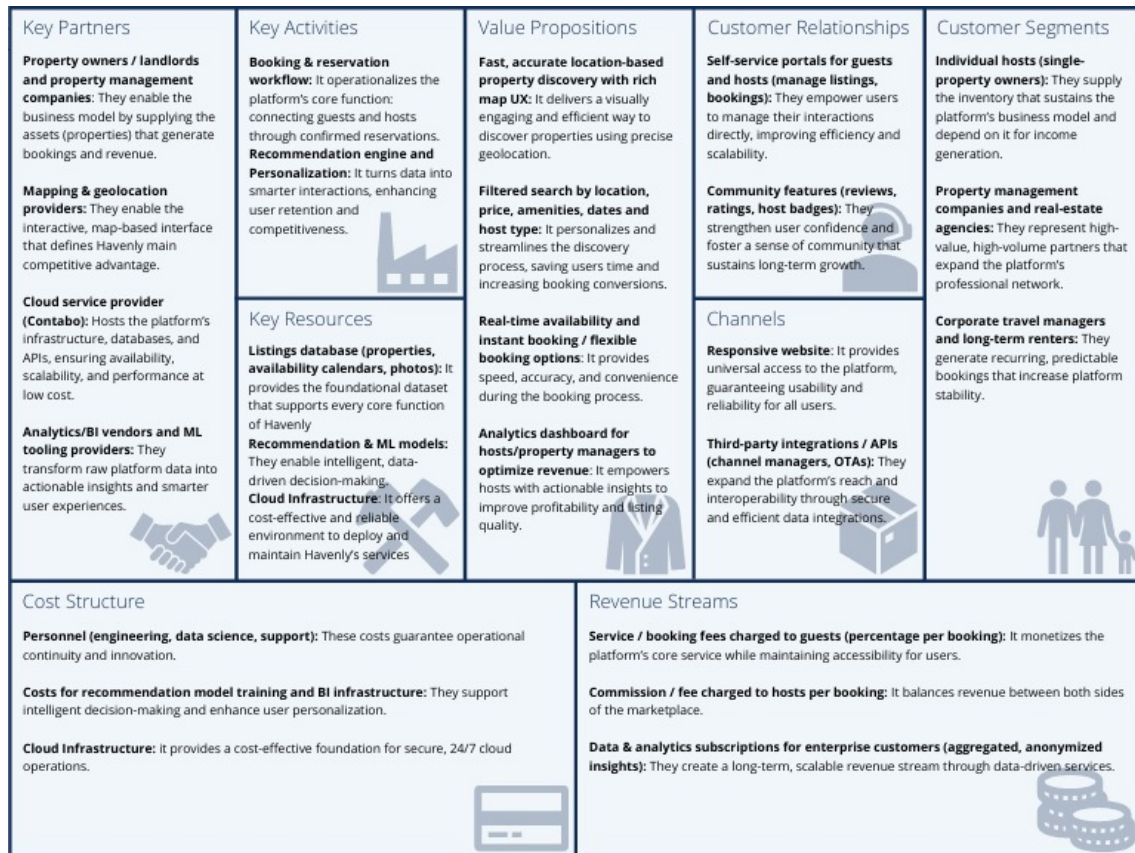 Key Partners
Property owners / landlords
and property management
companies: They enable the
business model by supplying the
assets (properties) that generate
bookings and revenue.
Mapping & geolocation
providers: They enable the
interactive, map-based interface
that defines Havenly main
competitive advantage.
Cloud service provider
(Contabo): Hosts the platform's
infrastructure, databases, and
APIs, ensuring availability,
scalability, and performance at
low cost.
Analytics/BI vendors and ML
tooling providers: They
transform raw platform data into
actionable insights and smarter
user experiences.
Key Activities
Booking & reservation
workflow: It operationalizes the
platform's core function:
connecting guests and hosts
through confirmed reservations.
Recommendation engine and
Personalization: It turns data into
smarter interactions, enhancing
user retention and
competitiveness.
Key Resources
Listings database (properties,
availability calendars, photos): It
provides the foundational dataset
that supports every core function
of Havenly
Recommendation & ML models:
They enable intelligent, data-
driven decision-making.
Cloud Infrastructure: It offers a
cost-effective and reliable
environment to deploy and
maintain Havenly's services
Value Propositions
Fast, accurate location-based
property discovery with rich
map UX: It delivers a visually
engaging and efficient way to
discover properties using precise
geolocation.
Filtered search by location,
price, amenities, dates and
host type: It personalizes and
streamlines the discovery
process, saving users time and
increasing booking conversions.
Real-time availability and
instant booking / flexible
booking options: It provides
speed, accuracy, and convenience
during the booking process.
Analytics dashboard for
hosts/property managers to
optimize revenue: It empowers
hosts with actionable insights to
improve profitability and listing
quality.
Customer Relationships
Self-service portals for guests
and hosts (manage listings,
bookings): They empower users
to manage their interactions
directly, improving efficiency and
scalability.
Community features (reviews,
ratings, host badges): They
strengthen user confidence and
foster a sense of community that
sustains long-term growth.
Channels
Responsive website: It provides
universal access to the platform,
guaranteeing usability and
reliability for all users.
Third-party integrations / APIs
(channel managers, OTAs): They
expand the platform's reach and
interoperability through secure
and efficient data integrations.
Customer Segments
Individual hosts (single-
property owners): They supply
the inventory that sustains the
platform's business model and
depend on it for income
generation.
Property management
companies and real-estate
agencies: They represent high-
value, high-volume partners that
expand the platform's
professional network.
Corporate travel managers
and long-term renters: They
generate recurring, predictable
bookings that increase platform
stability.
Cost Structure
Personnel (engineering, data science, support): These costs guarantee operational
continuity and innovation.
Costs for recommendation model training and BI infrastructure: They support
intelligent decision-making and enhance user personalization.
Cloud Infrastructure: it provides a cost-effective foundation for secure, 24/7 cloud
operations.
Revenue Streams
Service / booking fees charged to guests (percentage per booking): It monetizes the
platform's core service while maintaining accessibility for users.
Commission / fee charged to hosts per booking: It balances revenue between both sides
of the marketplace.
Data & analytics subscriptions for enterprise customers (aggregated, anonymized
insights): They create a long-term, scalable revenue stream through data-driven services.